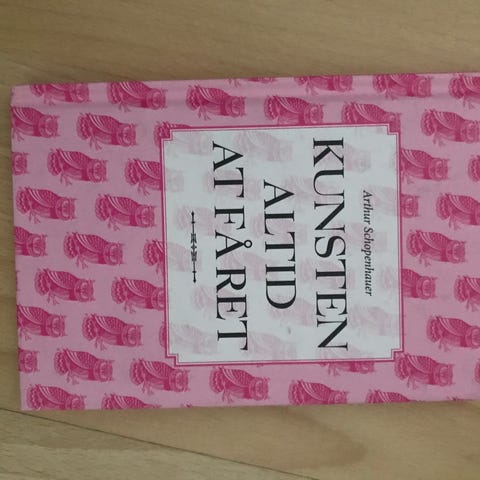 Arthur Schopenhauer
KUNSTEN
ALTID
AT FÅ RET